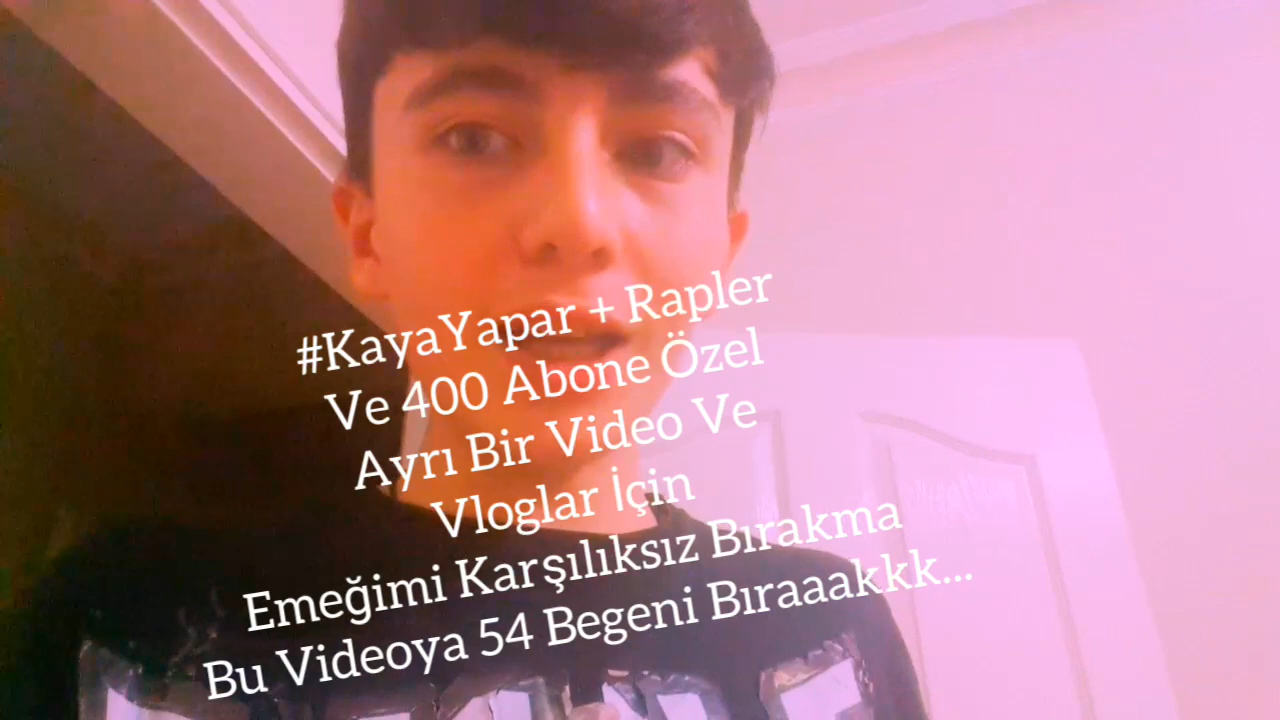 #KayaYapar + Rapler
Ve 400 Abone Özel
Ayrı Bir Video Ve
Vloglar İçin
Emeğimi Karşılıksız Bırakma
Bu Videoya 54 Begeni Bıraaakkk...